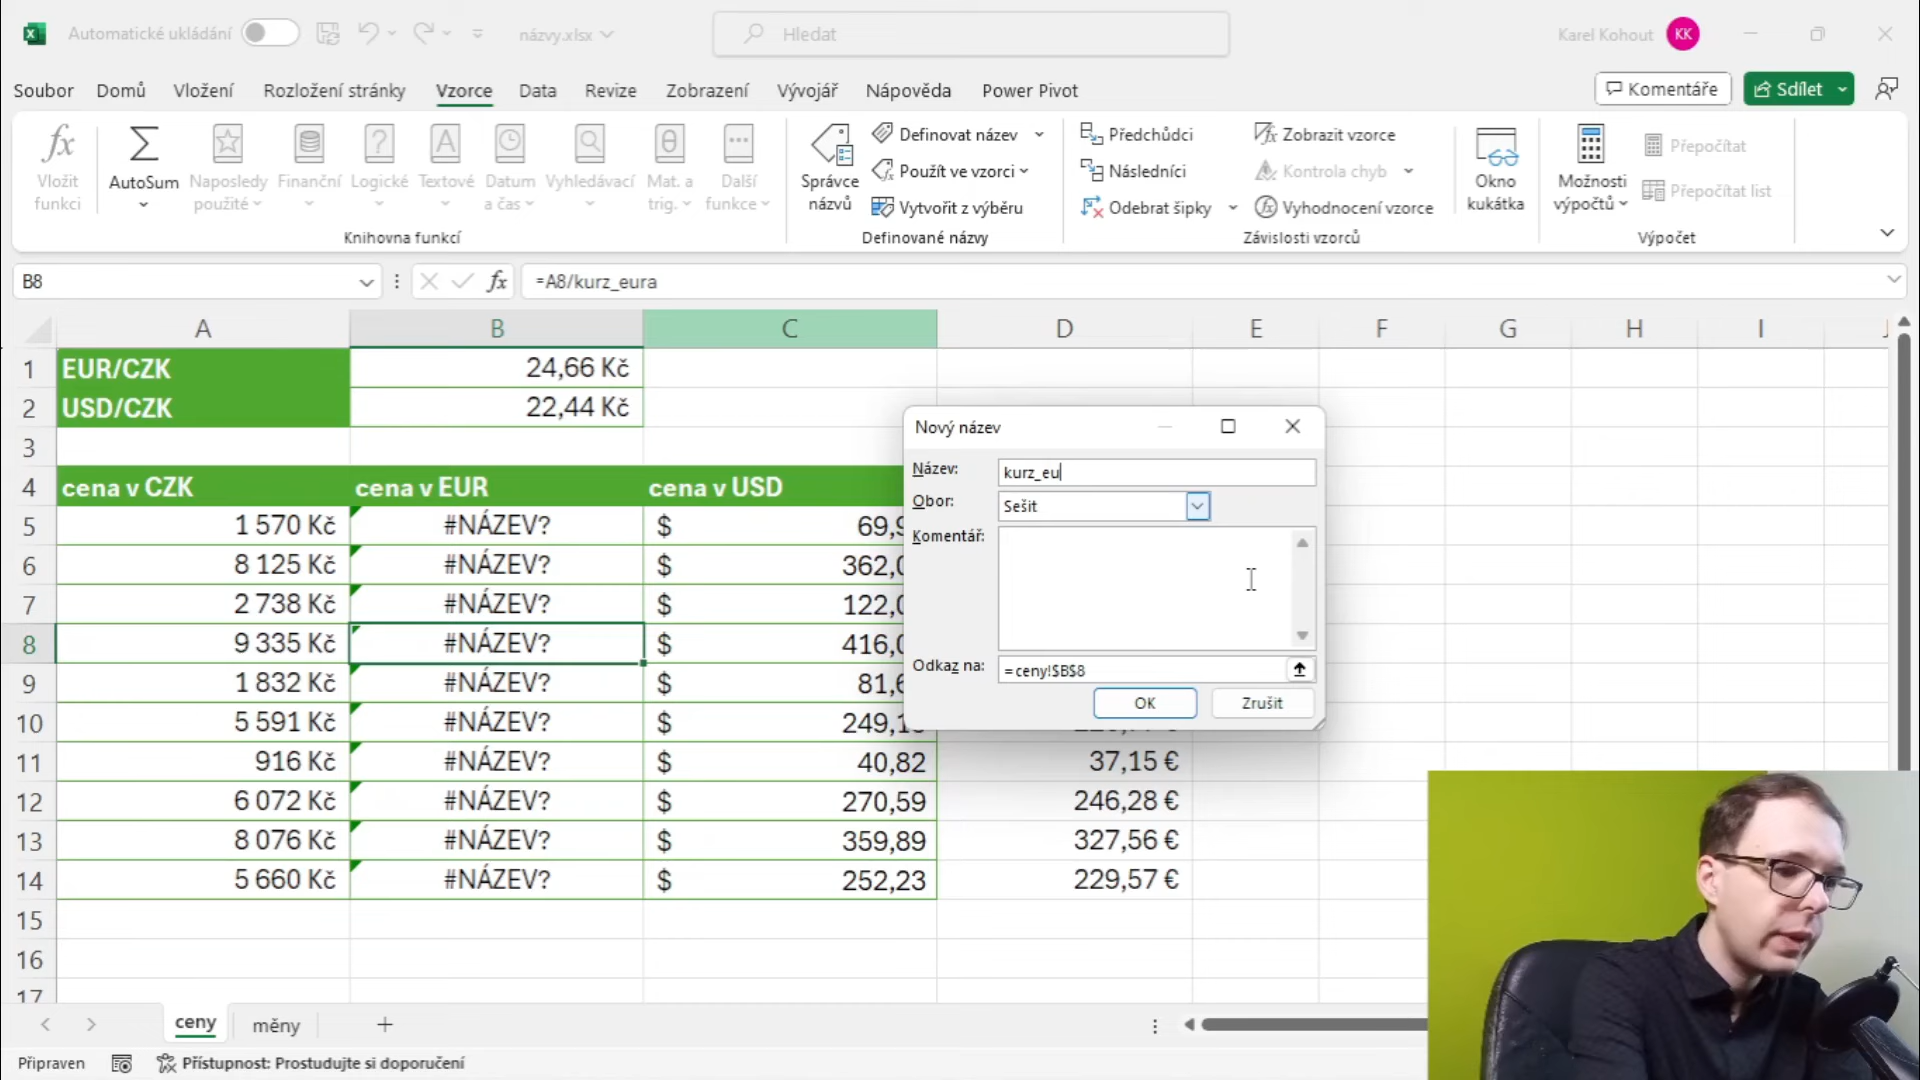 Automatické ukládání
názvy.xlsx
Hledat
Karel Kohout
KK
Soubor
Domů
Vložení
Rozložení stránky
Vzorce
Data
Revize
Zobrazení
Vývojář
Nápověda
Power Pivot
Komentáře
Sdílet
Vložit funkci
AutoSum
Naposledy použité
Finanční
Logické
Textové
Datum a čas
Vyhledávací
Mat. a trig.
Další funkce
Knihovna funkcí
Správce názvů
Definovat název
Použít ve vzorci
Vytvořit z výběru
Definované názvy
Předchůdci
Následníci
Odebrat šipky
Zobrazit vzorce
Kontrola chyb
Vyhodnocení vzorce
Závislosti vzorců
Okno kukátka
Možnosti výpočtů
Přepočítat
Přepočítat list
Výpočet
B8
fx
=A8/kurz_eura
A B C D E F G H I
1 EUR/CZK 24,66 Kč
2 USD/CZK 22,44 Kč
3
4 cena v CZK cena v EUR cena v USD
5 1 570 Kč #NÁZEV? $ 69,9
6 8 125 Kč #NÁZEV? $ 362,0
7 2 738 Kč #NÁZEV? $ 122,0
8 9 335 Kč #NÁZEV? $ 416,0
9 1 832 Kč #NÁZEV? $ 81,6
10 5 591 Kč #NÁZEV? $
11 916 Kč #NÁZEV? $ 40,82 37,15 €
12 6 072 Kč #NÁZEV? $ 270,59 246,28 €
13 8 076 Kč #NÁZEV? $ 359,89 327,56 €
14 5 660 Kč #NÁZEV? $ 252,23 229,57 €
15
16
17
Nový název
Název: kurz_eu
Obor: Sešit
Komentář:
Odkaz na: =ceny!$B$8
OK
Zrušit
ceny
měny
Připraven
Přístupnost: Prostudujte si doporučení